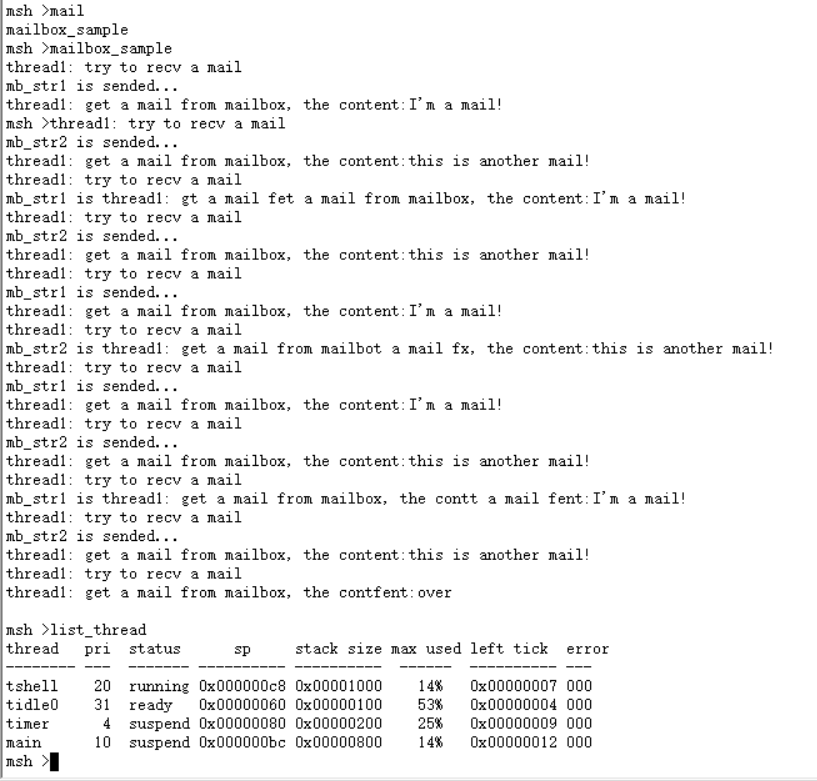 msh >mail
mailbox_sample
msh >mailbox_sample
thread1: try to recv a mail
mb_str1 is sended...
thread1: get a mail from mailbox, the content:I'm a mail!
msh >thread1: try to recv a mail
mb_str2 is sended...
thread1: get a mail from mailbox, the content:this is another mail!
thread1: try to recv a mail
mb_str1 is thread1: gt a mail fet a mail from mailbox, the content:I'm a mail!
thread1: try to recv a mail
mb_str2 is sended...
thread1: get a mail from mailbox, the content:this is another mail!
thread1: try to recv a mail
mb_str1 is sended...
thread1: get a mail from mailbox, the content:I'm a mail!
thread1: try to recv a mail
mb_str2 is thread1: get a mail from mailbot a mail fx, the content:this is another mail!
thread1: try to recv a mail
mb_str1 is sended...
thread1: get a mail from mailbox, the content:I'm a mail!
thread1: try to recv a mail
mb_str2 is sended...
thread1: get a mail from mailbox, the content:this is another mail!
thread1: try to recv a mail
mb_str1 is thread1: get a mail from mailbox, the contt a mail fent:I'm a mail!
thread1: try to recv a mail
mb_str2 is sended...
thread1: get a mail from mailbox, the content:this is another mail!
thread1: try to recv a mail
thread1: get a mail from mailbox, the contfent:over
msh >list_thread
thread   pri  status      sp     stack size max used left tick  error
-------- ---  ------- ---------- ----------  ------  ---------- ---
tshell    20  running 0x000000c8 0x00001000    14%   0x00000007 000
tidle0    31  ready   0x00000060 0x00000100    53%   0x00000004 000
timer      4  suspend 0x00000080 0x00000200    25%   0x00000009 000
main      10  suspend 0x000000bc 0x00000800    14%   0x00000012 000
msh >